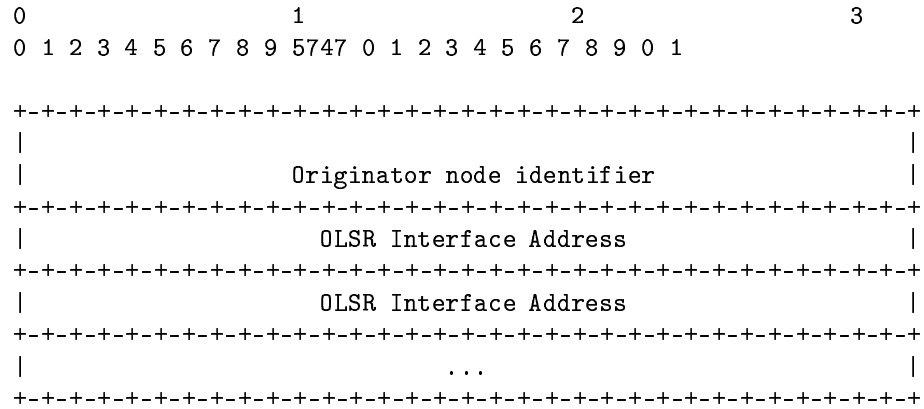 0 1 2 3
0 1 2 3 4 5 6 7 8 9 5747 0 1 2 3 4 5 6 7 8 9 0 1
+-+-+-+-+-+-+-+-+-+-+-+-+-+-+-+-+-+-+-+-+-+-+-+-+-+-+-+-+-+-+-+-+
| |
| Originator node identifier |
+-+-+-+-+-+-+-+-+-+-+-+-+-+-+-+-+-+-+-+-+-+-+-+-+-+-+-+-+-+-+-+-+
| OLSR Interface Address |
+-+-+-+-+-+-+-+-+-+-+-+-+-+-+-+-+-+-+-+-+-+-+-+-+-+-+-+-+-+-+-+-+
| OLSR Interface Address |
+-+-+-+-+-+-+-+-+-+-+-+-+-+-+-+-+-+-+-+-+-+-+-+-+-+-+-+-+-+-+-+-+
| ... |
+-+-+-+-+-+-+-+-+-+-+-+-+-+-+-+-+-+-+-+-+-+-+-+-+-+-+-+-+-+-+-+-+